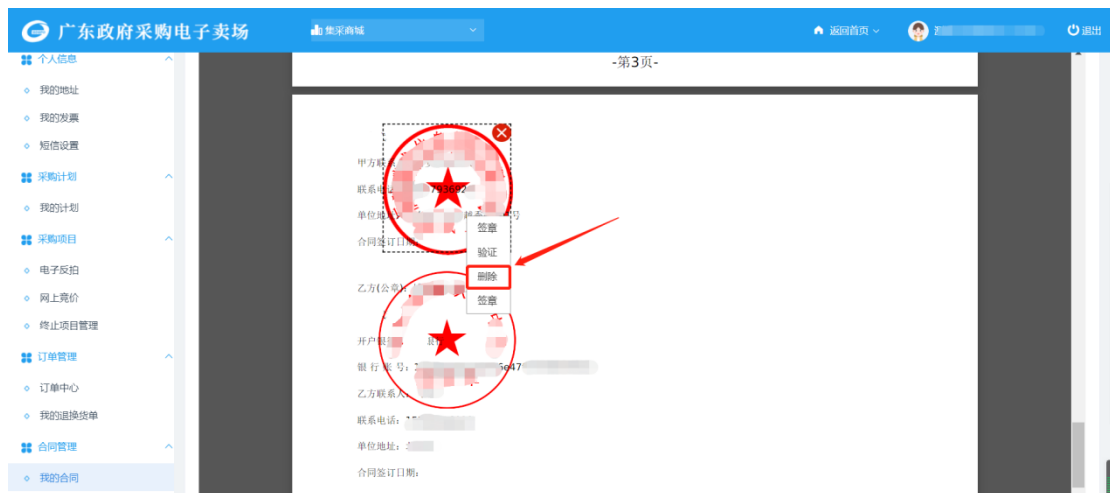 广东政府采购电子卖场
集采商城
返回首页
退出
个人信息
我的地址
我的发票
短信设置
采购计划
我的计划
采购项目
电子反拍
网上竞价
终止项目管理
订单管理
订单中心
我的退换货单
合同管理
我的合同
-第3页-
甲方联
联系电
793692
单位地
合同签订日期
签章
验证
删除
签章
乙方(公章):
开户银
银行账号:
5e47
乙方联系人
联系电话:
单位地址:
合同签订日期: